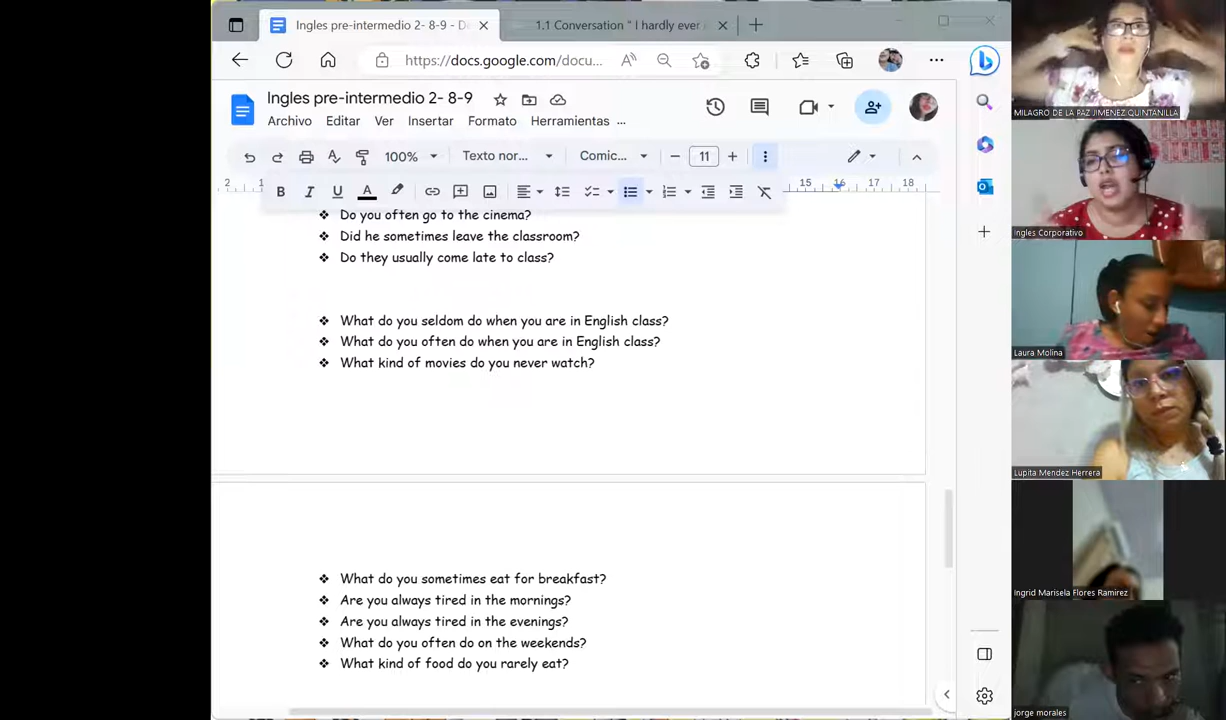 Ingles pre-intermedio 2- 8-9 - D
1.1 Conversation " I hardly ever
https://docs.google.com/docu...
Ingles pre-intermedio 2- 8-9
Archivo Editar Ver Insertar Formato Herramientas ...
100% Texto nor... Comic... 11
2 1 15 16 17 18
Do you often go to the cinema?
Did he sometimes leave the classroom?
Do they usually come late to class?
What do you seldom do when you are in English class?
What do you often do when you are in English class?
What kind of movies do you never watch?
What do you sometimes eat for breakfast?
Are you always tired in the mornings?
Are you always tired in the evenings?
What do you often do on the weekends?
What kind of food do you rarely eat?
MILAGRO DE LA PAZ JIMENEZ QUINTANILLA
Ingles Corporativo
Laura Molina
Lupita Mendez Herrera
Ingrid Marisela Flores Ramirez
jorge morales